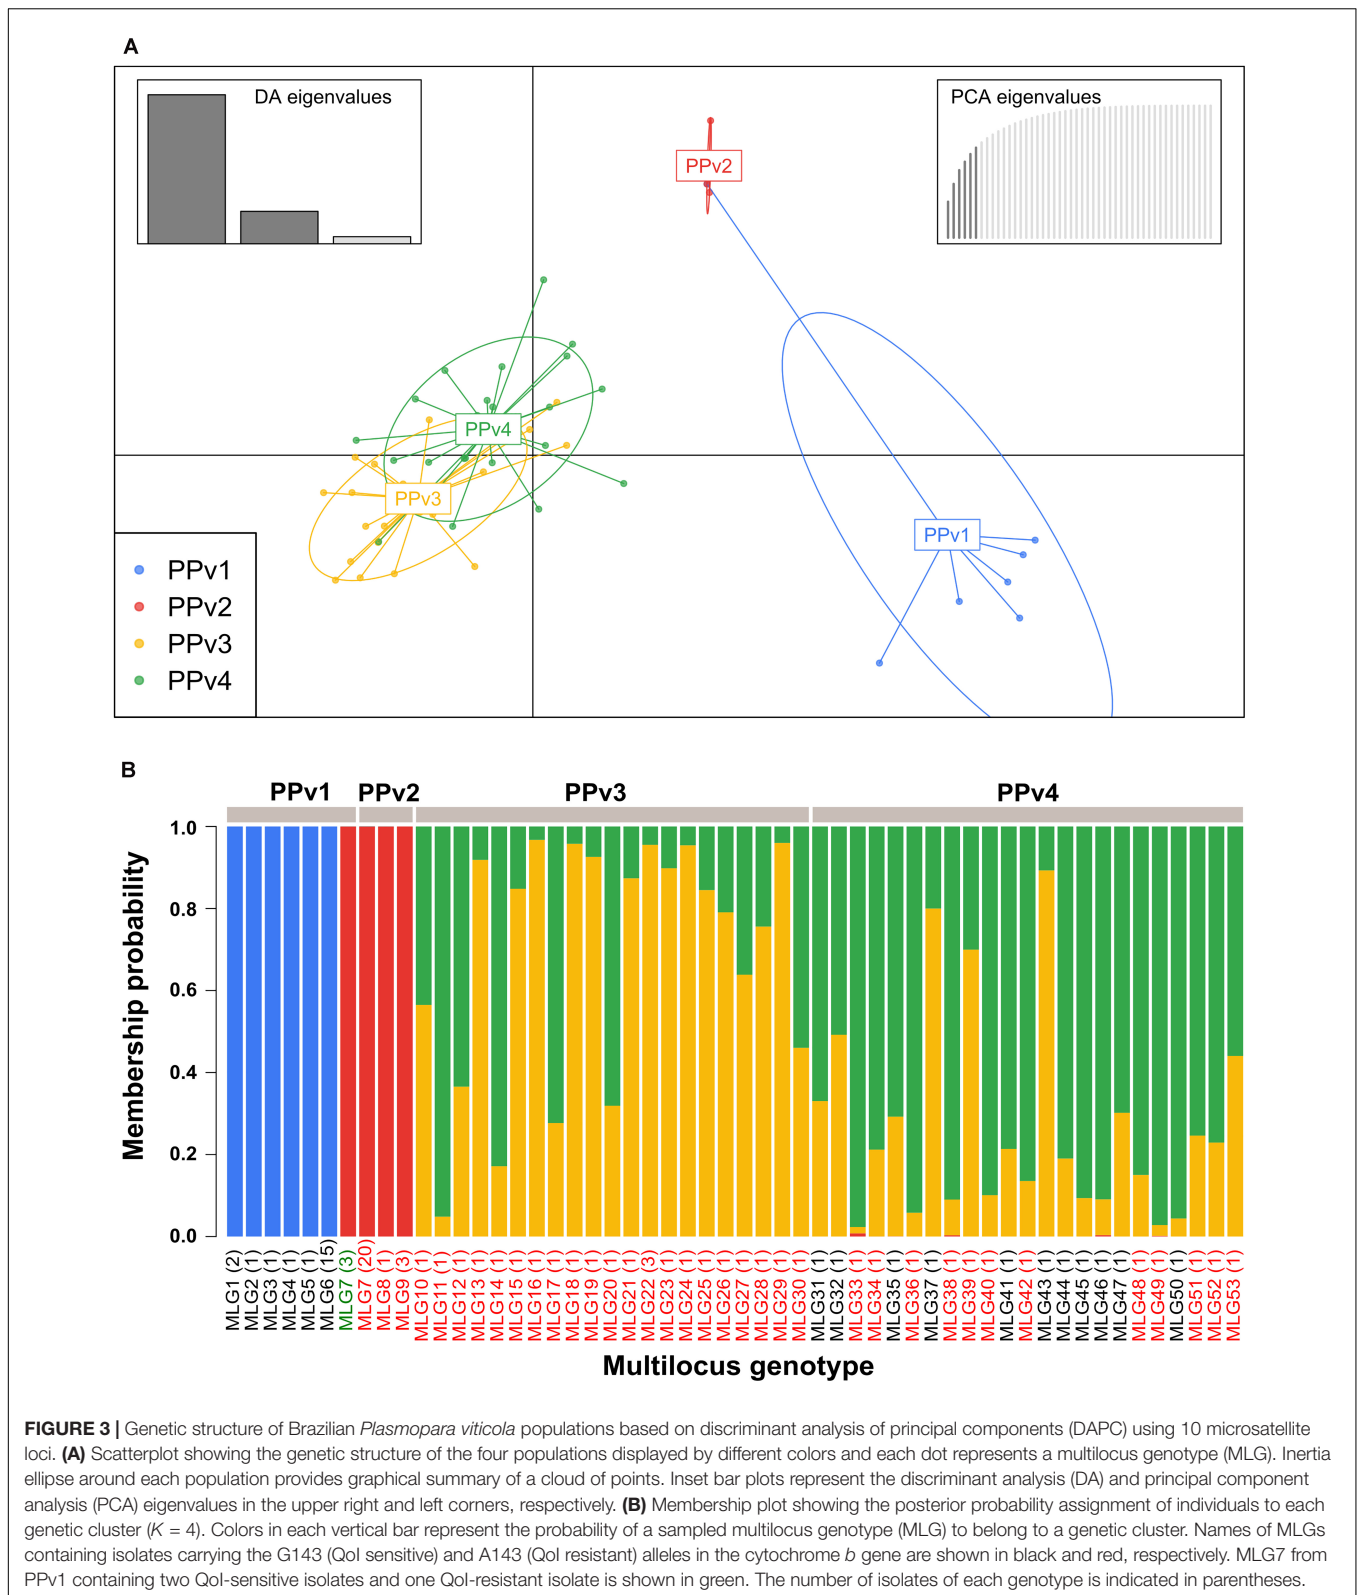 A
DA eigenvalues
PCA eigenvalues
PPv2
PPv4
PPv3
PPv1
PPv1
PPv2
PPv3
PPv4
B
PPv1 PPv2 PPv3 PPv4
Membership probability
1.0
0.8
0.6
0.4
0.2
0.0
MLG1 (2)
MLG2 (1)
MLG3 (1)
MLG4 (1)
MLG5 (1)
MLG6 (15)
MLG7 (3)
MLG7 (20)
MLG8 (1)
MLG9 (3)
MLG10 (1)
MLG11 (1)
MLG12 (1)
MLG13 (1)
MLG14 (1)
MLG15 (1)
MLG16 (1)
MLG17 (1)
MLG18 (1)
MLG19 (1)
MLG20 (1)
MLG21 (1)
MLG22 (3)
MLG23 (1)
MLG24 (1)
MLG25 (1)
MLG26 (1)
MLG27 (1)
MLG28 (1)
MLG29 (1)
MLG30 (1)
MLG31 (1)
MLG32 (1)
MLG33 (1)
MLG34 (1)
MLG35 (1)
MLG36 (1)
MLG37 (1)
MLG38 (1)
MLG39 (1)
MLG40 (1)
MLG41 (1)
MLG42 (1)
MLG43 (1)
MLG44 (1)
MLG45 (1)
MLG46 (1)
MLG47 (1)
MLG48 (1)
MLG49 (1)
MLG50 (1)
MLG51 (1)
MLG52 (1)
MLG53 (1)
Multilocus genotype
FIGURE 3 | Genetic structure of Brazilian Plasmopara viticola populations based on discriminant analysis of principal components (DAPC) using 10 microsatellite
loci. (A) Scatterplot showing the genetic structure of the four populations displayed by different colors and each dot represents a multilocus genotype (MLG). Inertia
ellipse around each population provides graphical summary of a cloud of points. Inset bar plots represent the discriminant analysis (DA) and principal component
analysis (PCA) eigenvalues in the upper right and left corners, respectively. (B) Membership plot showing the posterior probability assignment of individuals to each
genetic cluster (K = 4). Colors in each vertical bar represent the probability of a sampled multilocus genotype (MLG) to belong to a genetic cluster. Names of MLGs
containing isolates carrying the G143 (QoI sensitive) and A143 (QoI resistant) alleles in the cytochrome b gene are shown in black and red, respectively. MLG7 from
PPv1 containing two QoI-sensitive isolates and one QoI-resistant isolate is shown in green. The number of isolates of each genotype is indicated in parentheses.